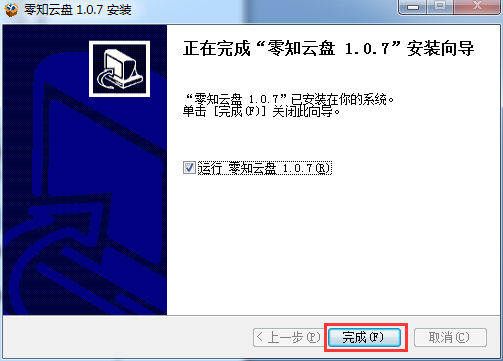 零知云盘 1.0.7 安装
正在完成“零知云盘 1.0.7”安装向导
“零知云盘 1.0.7”已安装在你的系统。
单击 [完成(F)] 关闭此向导。
运行 零知云盘 1.0.7(R)
< 上一步(P) 完成(F) 取消(C)